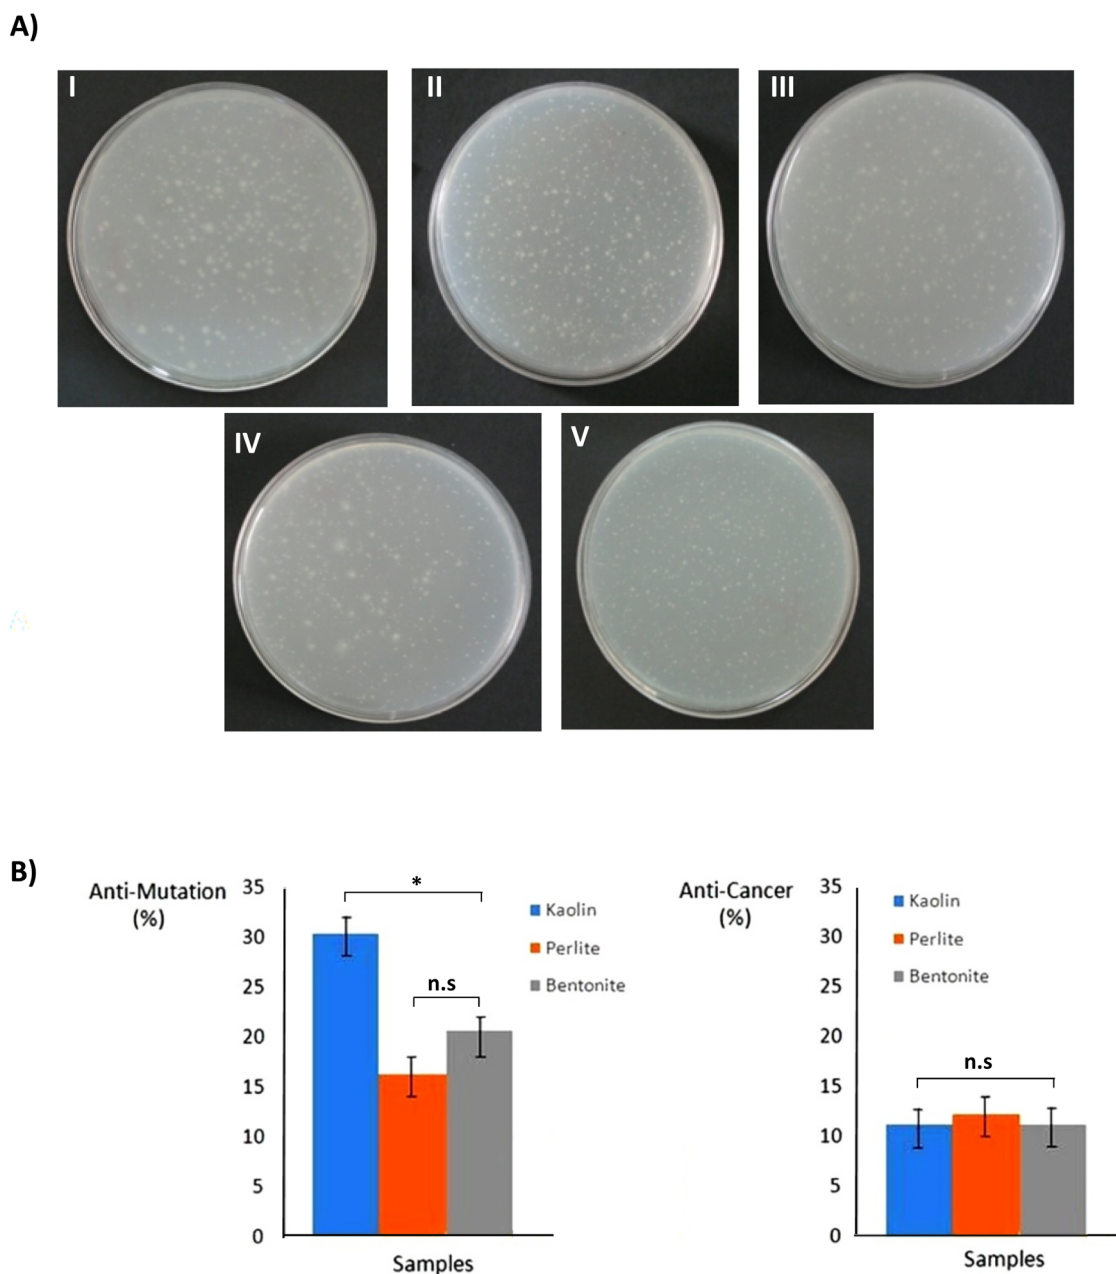 A)
I
II
III
IV
V
B)
Anti-Mutation
(%)
35
30
25
20
15
10
5
0
*
n.s
Kaolin
Perlite
Bentonite
Samples
Anti-Cancer
(%)
35
30
25
20
15
10
5
0
Kaolin
Perlite
Bentonite
n.s
Samples